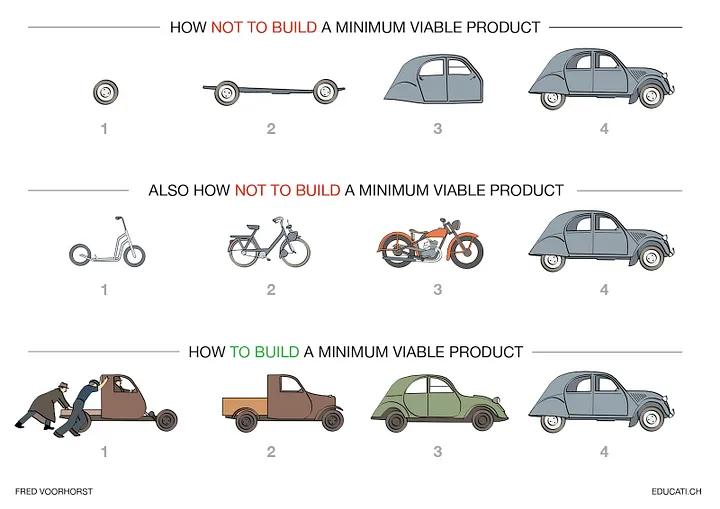 HOW NOT TO BUILD A MINIMUM VIABLE PRODUCT
1 2 3 4
ALSO HOW NOT TO BUILD A MINIMUM VIABLE PRODUCT
1 2 3 4
HOW TO BUILD A MINIMUM VIABLE PRODUCT
1 2 3 4
FRED VOORHORST EDUCATI.CH